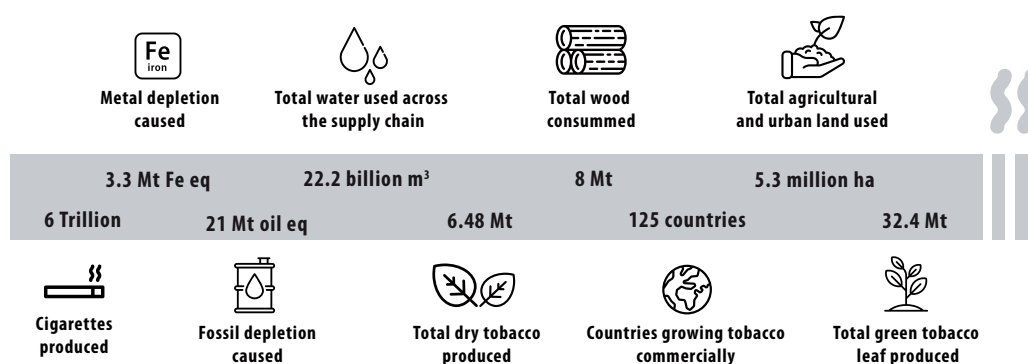 Fe
iron
Metal depletion
caused
Total water used across
the supply chain
Total wood
consummed
Total agricultural
and urban land used
3.3 Mt Fe eq
22.2 billion m³
8 Mt
5.3 million ha
6 Trillion
21 Mt oil eq
6.48 Mt
125 countries
32.4 Mt
Cigarettes
produced
Fossil depletion
caused
Total dry tobacco
produced
Countries growing tobacco
commercially
Total green tobacco
leaf produced